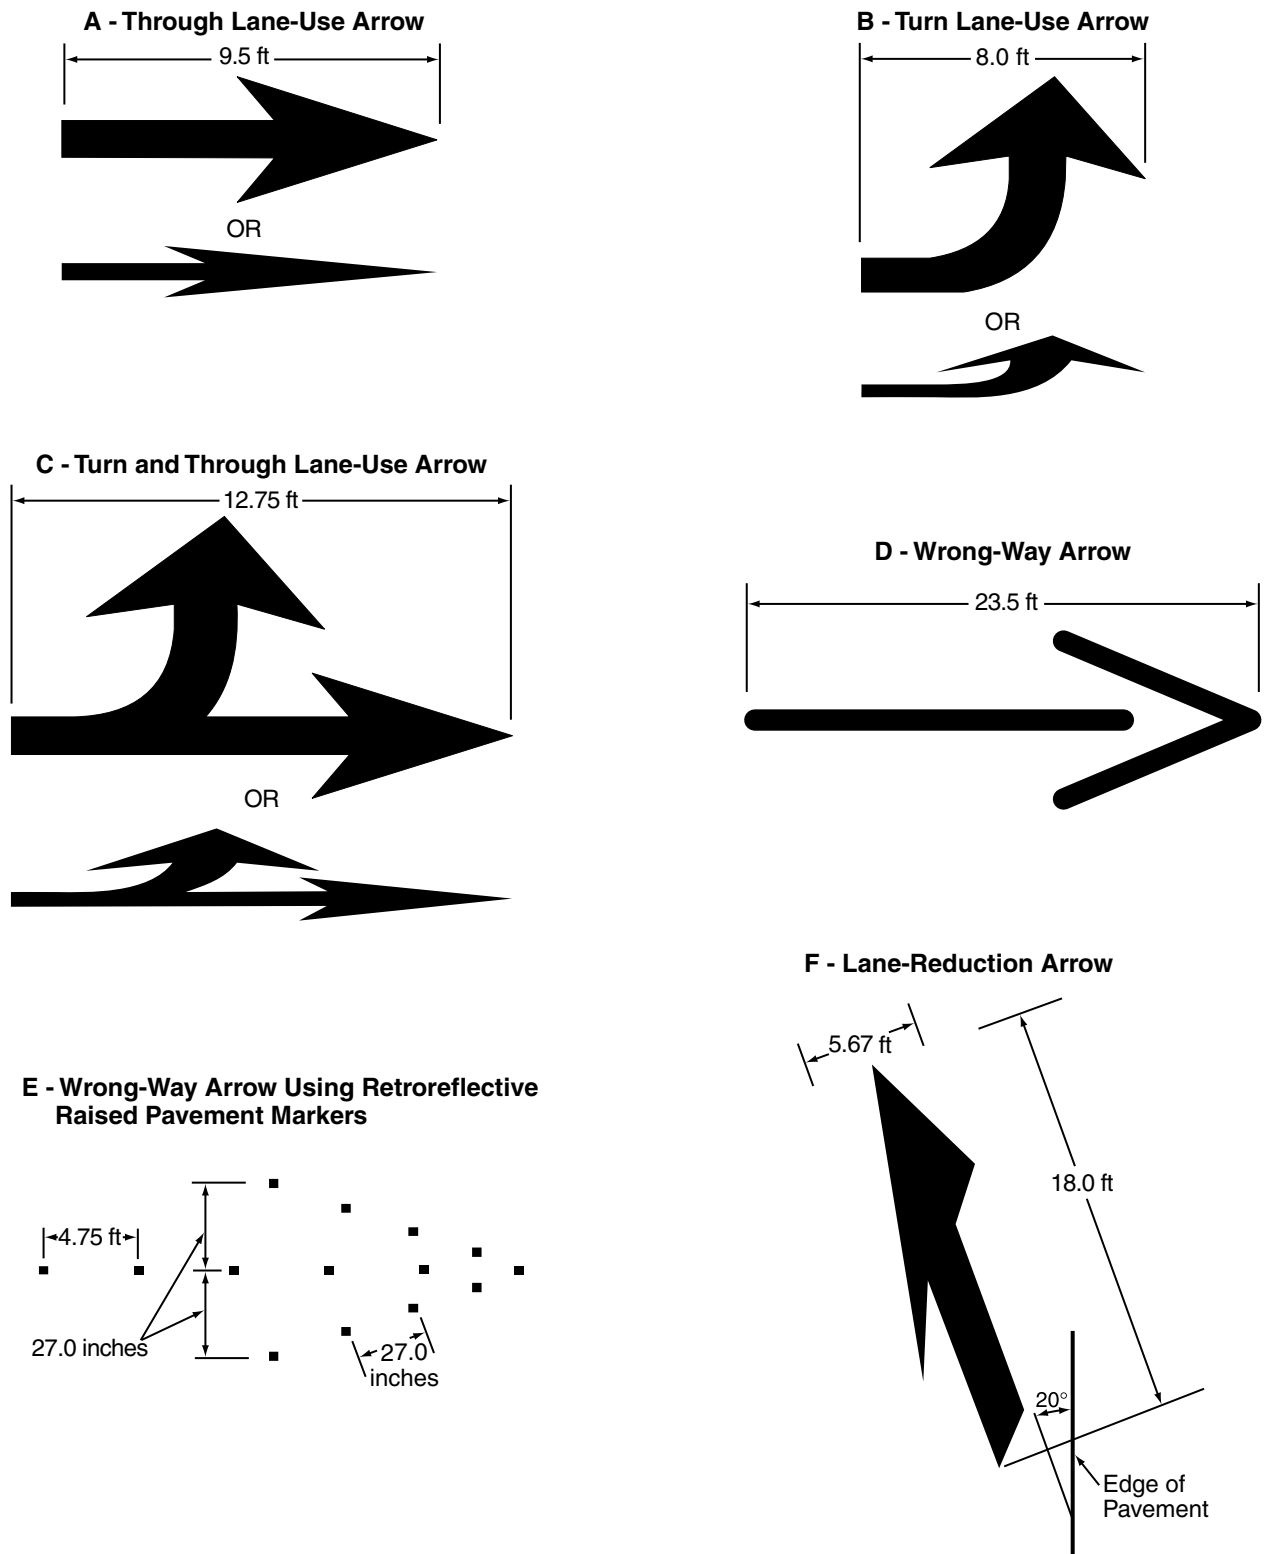 A - Through Lane-Use Arrow
9.5 ft
OR
B - Turn Lane-Use Arrow
8.0 ft
OR
C - Turn and Through Lane-Use Arrow
12.75 ft
OR
D - Wrong-Way Arrow
23.5 ft
E - Wrong-Way Arrow Using Retroreflective
Raised Pavement Markers
4.75 ft
27.0 inches
27.0
inches
F - Lane-Reduction Arrow
5.67 ft
18.0 ft
20°
Edge of
Pavement